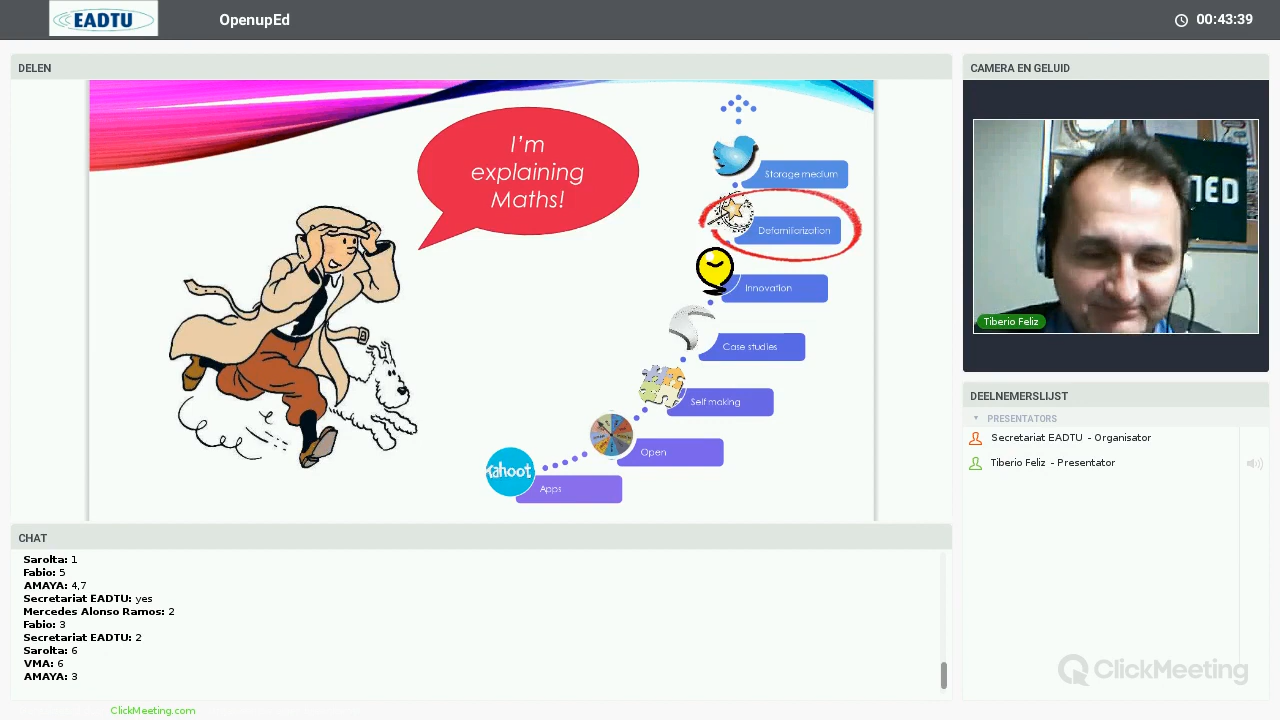 EADTU
OpenupEd
00:43:39
DELEN
I'm
explaining
Maths!
Storage medium
Defamiliarization
Innovation
Case studies
Self making
Open
Kahoot
Apps
CHAT
Sarolta: 1
Fabio: 5
AMAYA: 4,7
Secretariat EADTU: yes
Mercedes Alonso Ramos: 2
Fabio: 3
Secretariat EADTU: 2
Sarolta: 6
VMA: 6
AMAYA: 3
ClickMeeting.com
CAMERA EN GELUID
NED
Tiberio Feliz
DEELNEMERSLIJST
PRESENTATORS
Secretariat EADTU - Organisator
Tiberio Feliz - Presentator
ClickMeeting